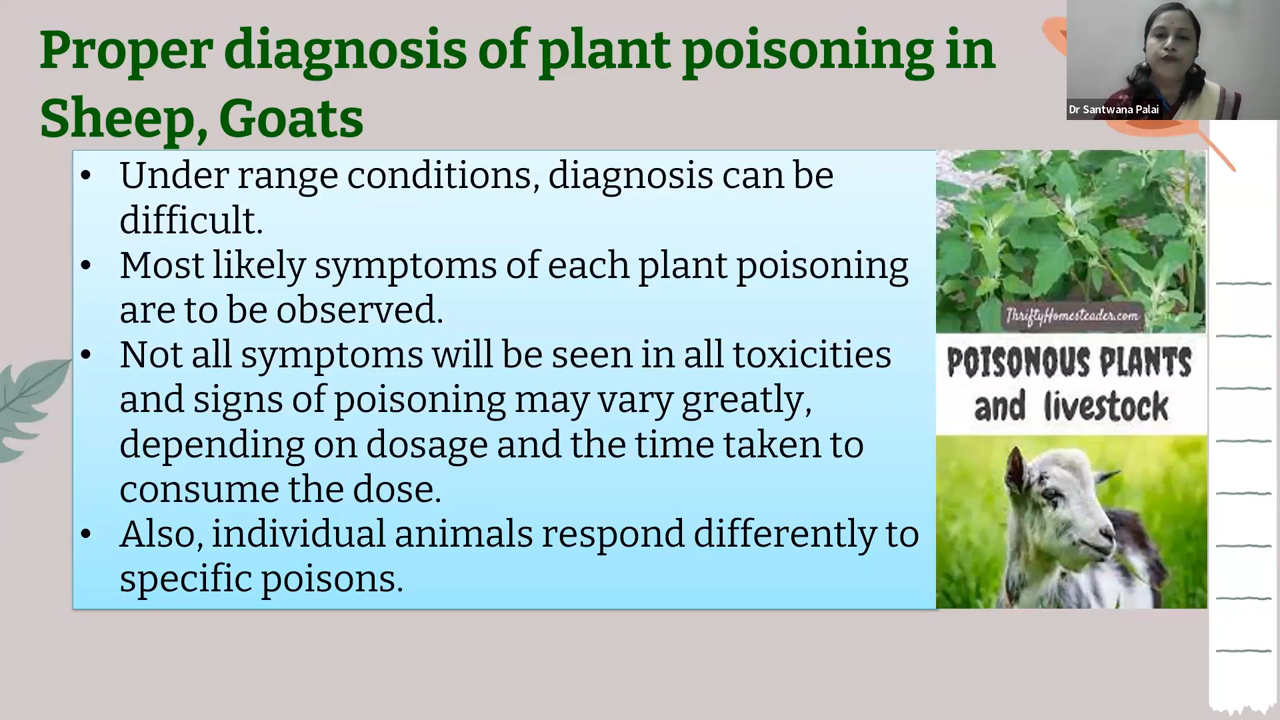 Proper diagnosis of plant poisoning in
Sheep, Goats
Dr Santwana Palai
• Under range conditions, diagnosis can be
difficult.
• Most likely symptoms of each plant poisoning
are to be observed.
• Not all symptoms will be seen in all toxicities
and signs of poisoning may vary greatly,
depending on dosage and the time taken to
consume the dose.
• Also, individual animals respond differently to
specific poisons.
ThriftyHomesteader.com
POISONOUS PLANTS
and livestock